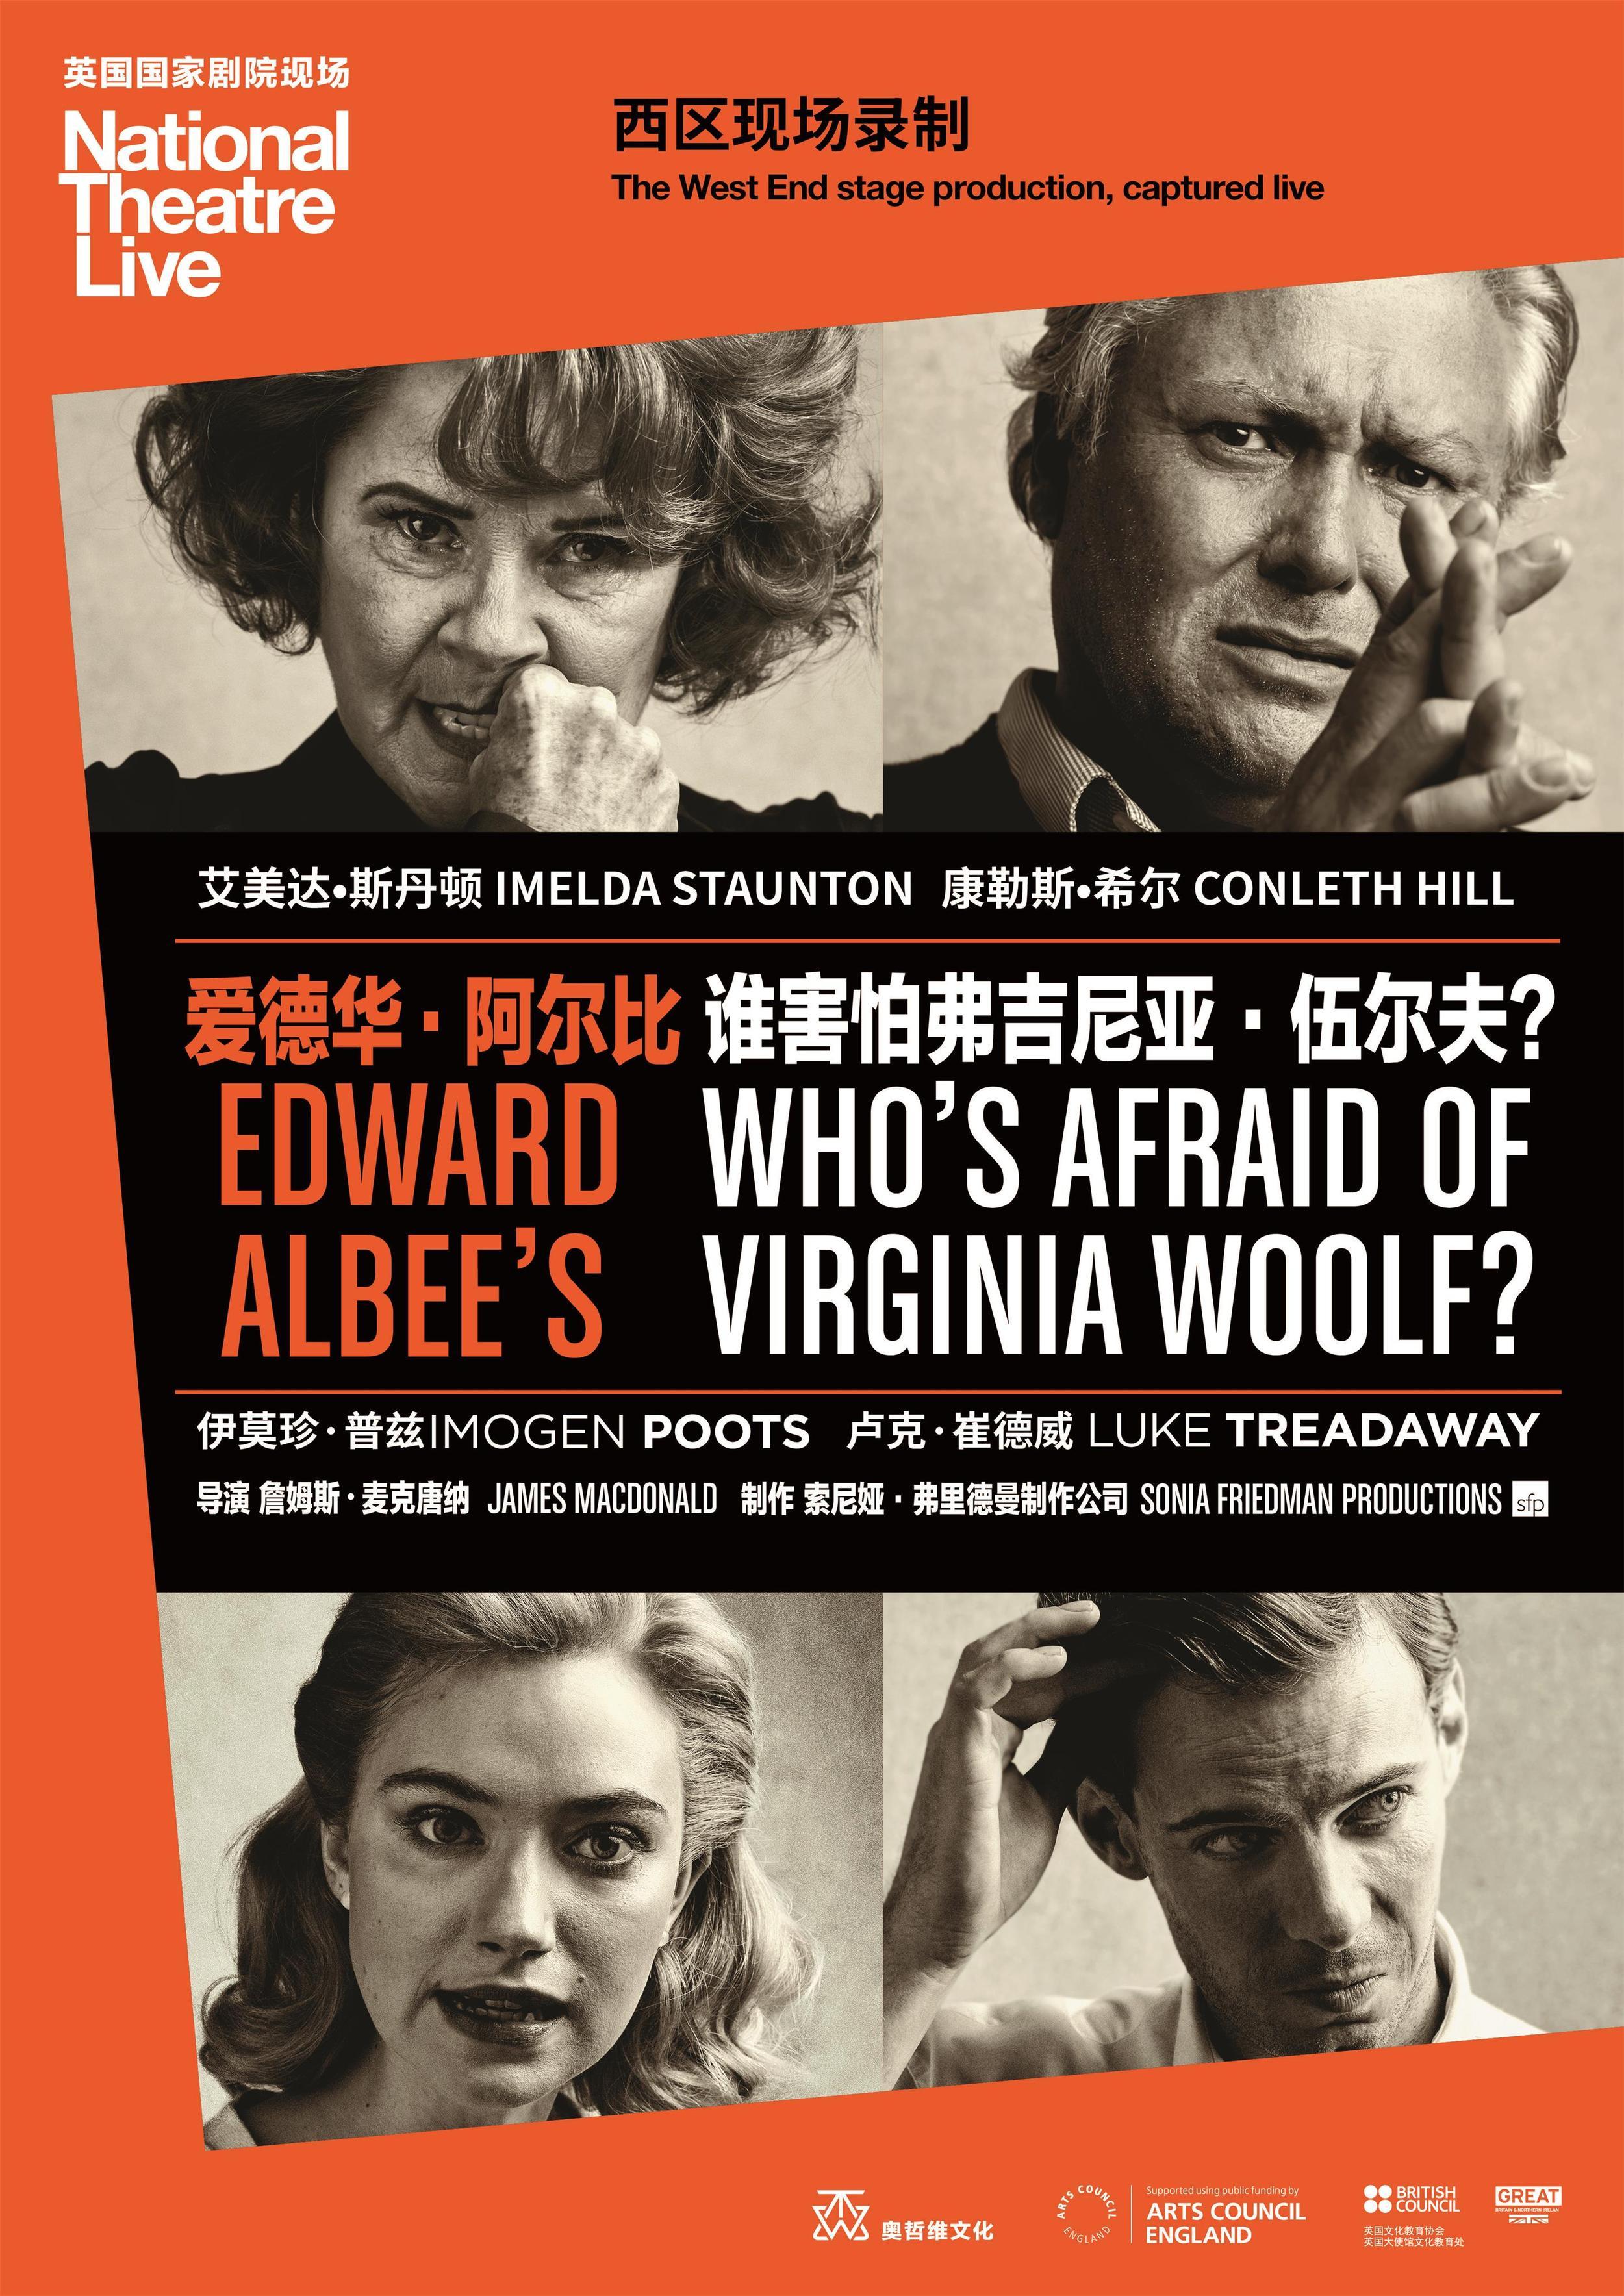 英国国家剧院现场
National
Theatre
Live
西区现场录制
The West End stage production, captured live
艾美达•斯丹顿 IMELDA STAUNTON 康勒斯•希尔 CONLETH HILL
爱德华·阿尔比 谁害怕弗吉尼亚·伍尔夫?
EDWARD WHO'S AFRAID OF
ALBEE'S VIRGINIA WOOLF?
伊莫珍·普兹IMOGEN POOTS 卢克·崔德威 LUKE TREADAWAY
导演 詹姆斯·麦克唐纳 JAMES MACDONALD 制作 索尼娅·弗里德曼制作公司 SONIA FRIEDMAN PRODUCTIONS sfp
奥哲维文化
ARTS COUNCIL
ENGLAND
Supported using public funding by
ARTS COUNCIL
ENGLAND
BRITISH
COUNCIL
英国文化教育协会
英国大使馆文化教育处
GREAT